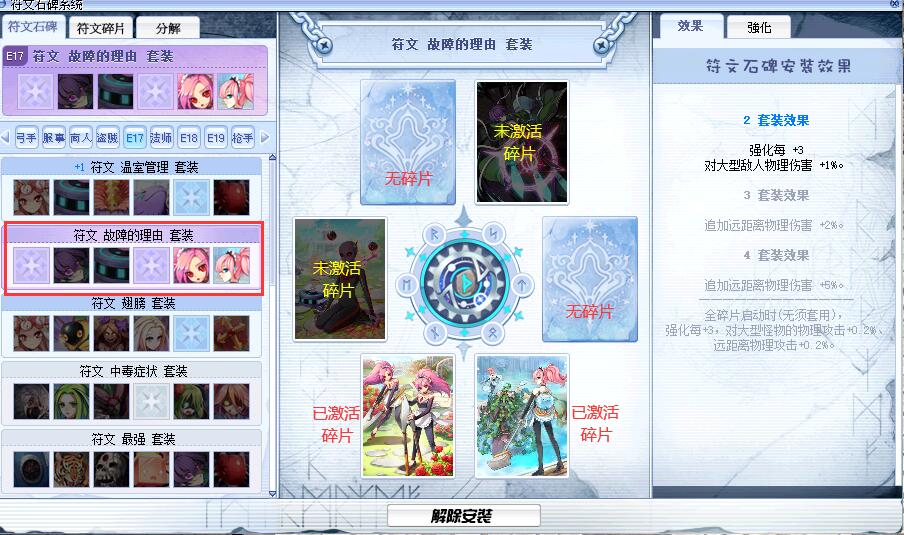 符文石碑系统
符文石碑
符文碎片
分解
E17 符文 故障的理由 套装
弓手
服事
商人
盗贼
E17
法师
E18
E19
枪手
+1 符文 温室管理 套装
符文 故障的理由 套装
符文 翅膀 套装
符文 中毒症状 套装
符文 最强 套装
符文 故障的理由 套装
无碎片
未激活
碎片
未激活
碎片
无碎片
已激活
碎片
已激活
碎片
解除安装
效果
強化
符文石碑安装效果
2 套装效果
强化每 +3
对大型敌人物理伤害 +1%。
3 套装效果
追加远距离物理伤害 +2%。
4 套装效果
追加远距离物理伤害 +5%。
--------------------
全碎片启动时(无须套用),
强化每+3, 对大型怪物的物理攻击+0.2%、
远距离物理攻击+0.2%。